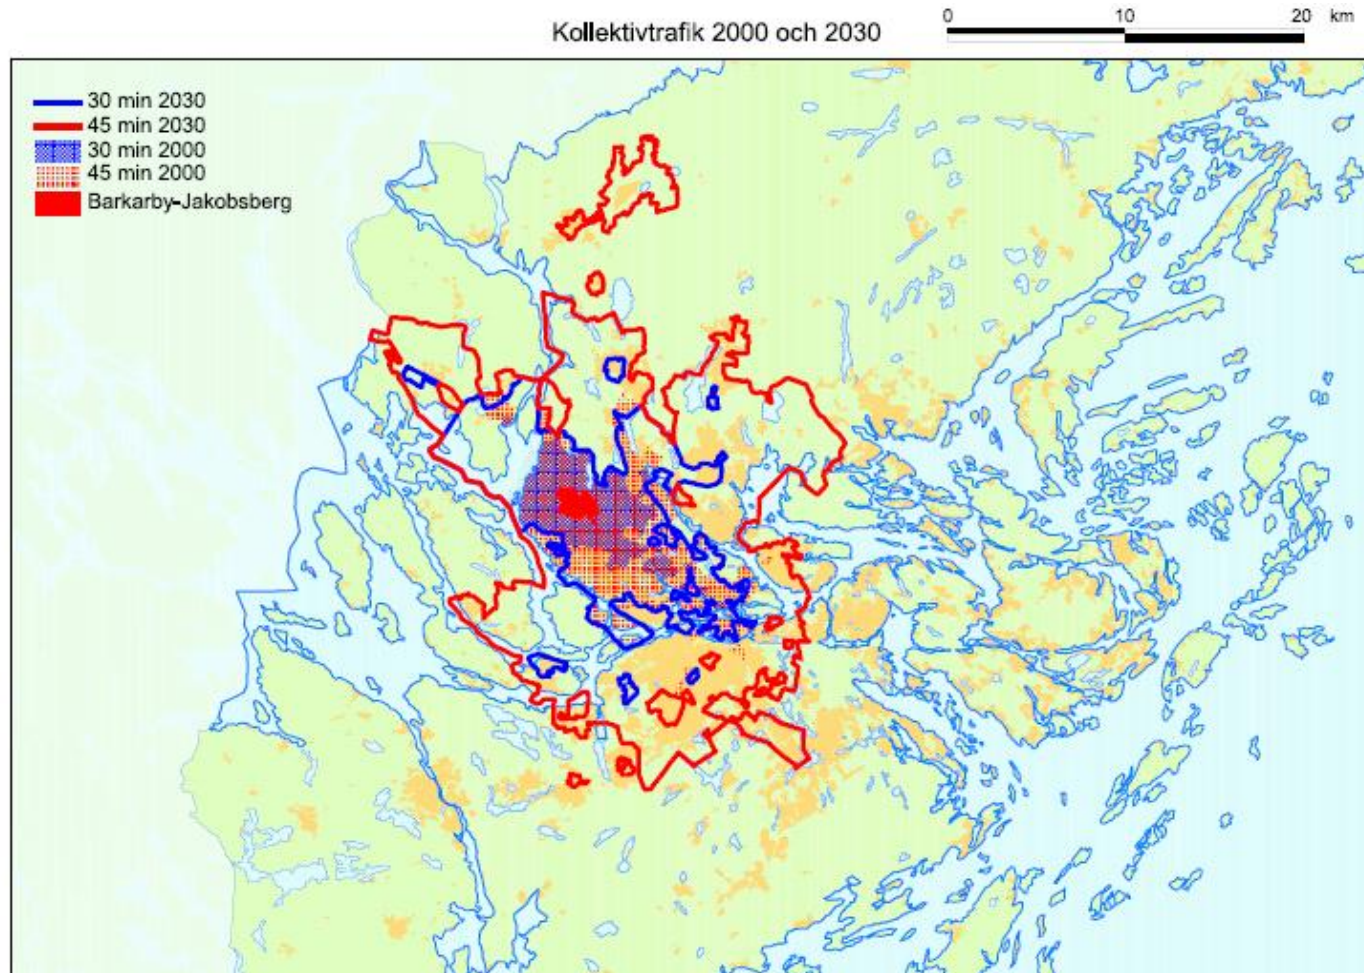 Kollektivtrafik 2000 och 2030
0 10 20 km
30 min 2030
45 min 2030
30 min 2000
45 min 2000
Barkarby-Jakobsberg